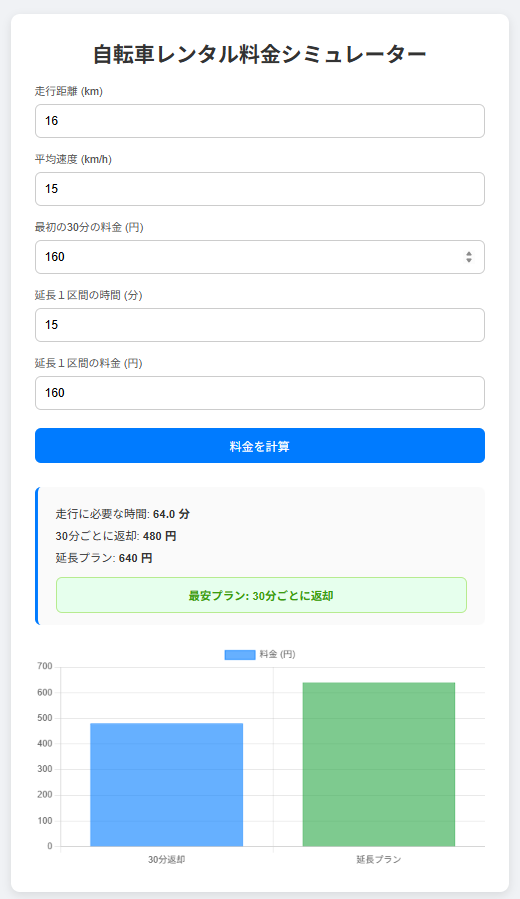 自転車レンタル料金シミュレーター
走行距離 (km)
16
平均速度 (km/h)
15
最初の30分の料金 (円)
160
延長１区間の時間 (分)
15
延長１区間の料金 (円)
160
料金を計算
走行に必要な時間: 64.0 分
30分ごとに返却: 480 円
延長プラン: 640 円
最安プラン: 30分ごとに返却
料金 (円)
700
600
500
400
300
200
100
0
30分返却
延長プラン